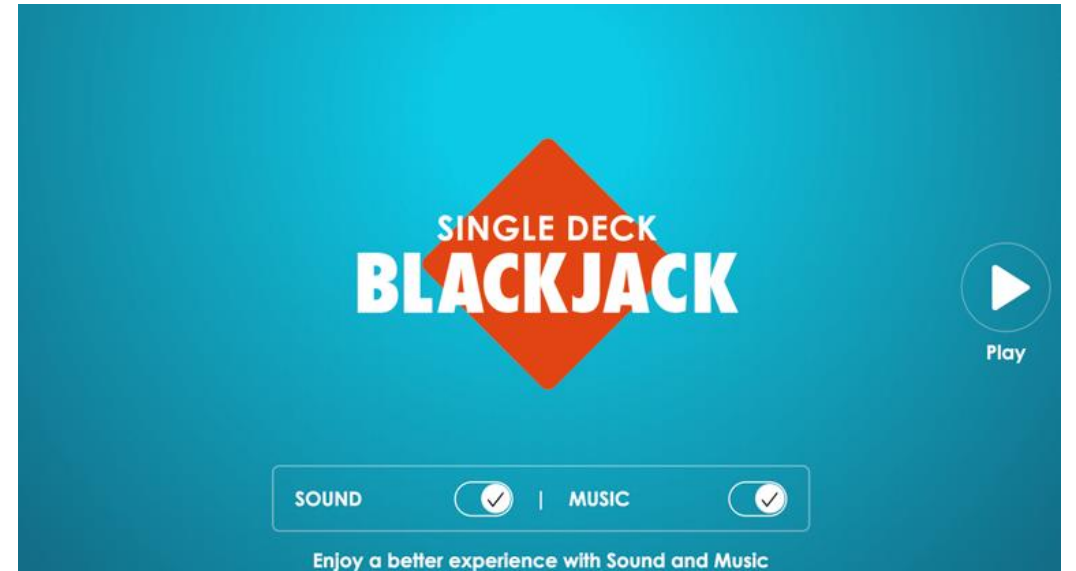 SINGLE DECK
BLACKJACK
Play
SOUND | MUSIC
Enjoy a better experience with Sound and Music